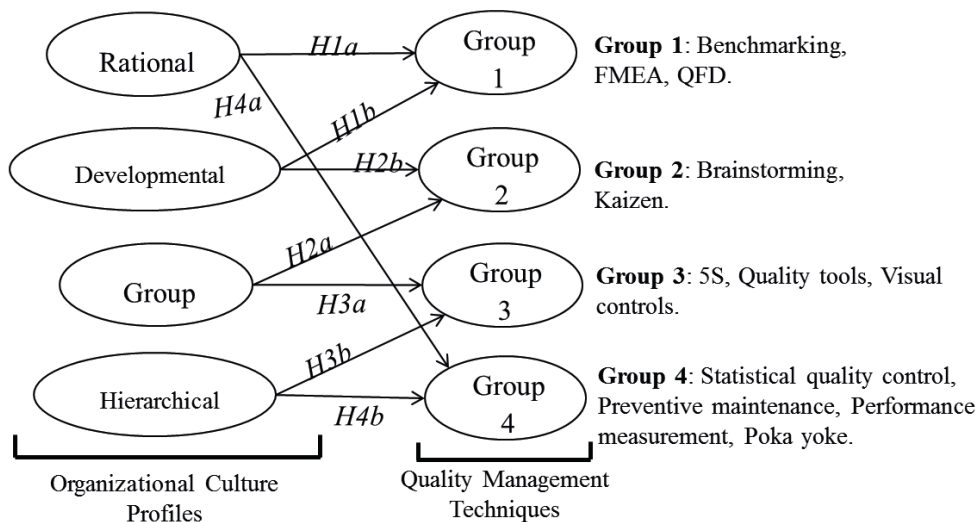 Rational
H1a
Group
1
Group 1: Benchmarking,
FMEA, QFD.
H4a
H1b
Developmental
H2b
Group
2
Group 2: Brainstorming,
Kaizen.
H2a
Group
H3a
Group
3
Group 3: 5S, Quality tools, Visual
controls.
H3b
Hierarchical
H4b
Group
4
Group 4: Statistical quality control,
Preventive maintenance, Performance
measurement, Poka yoke.
Organizational Culture
Profiles
Quality Management
Techniques